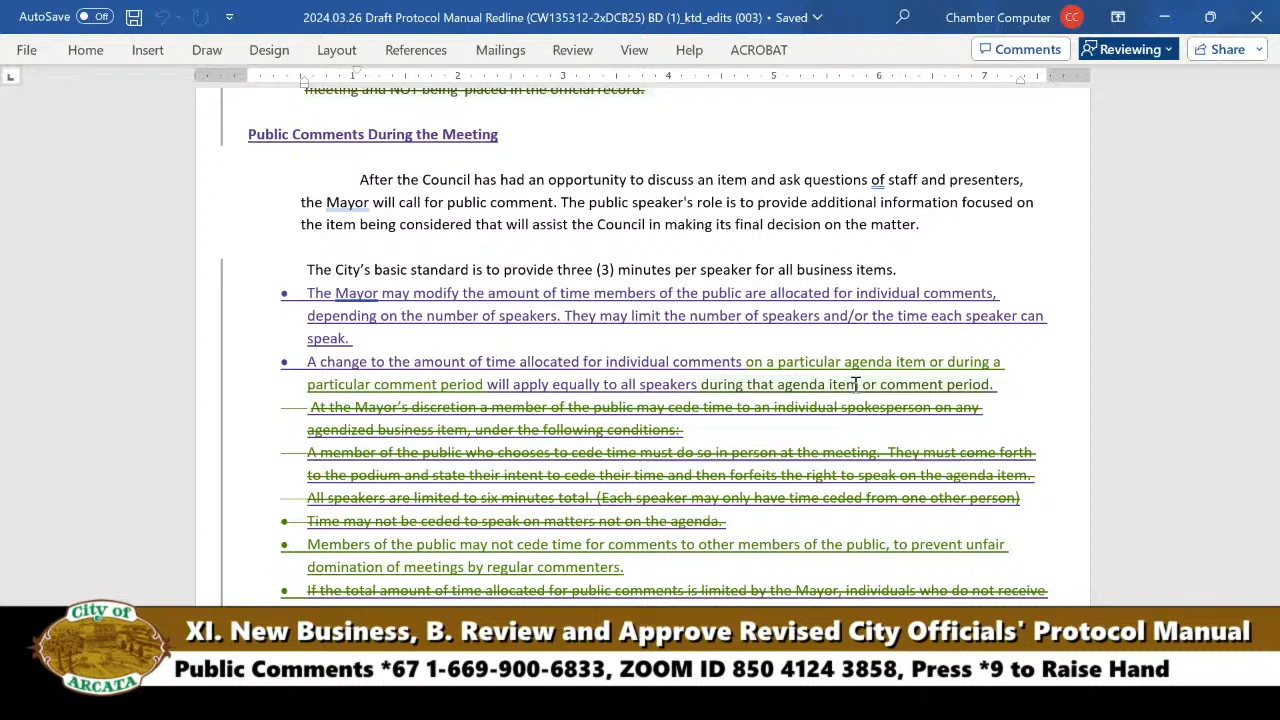 AutoSave Off 2024.03.26 Draft Protocol Manual Redline (CW135312-2xDCB25) BD (1)_ktd_edits (003) • Saved Chamber Computer CC
File Home Insert Draw Design Layout References Mailings Review View Help ACROBAT Comments Reviewing Share
1 2 3 4 5 6 7
meeting and NOT being placed in the official record.
Public Comments During the Meeting
After the Council has had an opportunity to discuss an item and ask questions of staff and presenters,
the Mayor will call for public comment. The public speaker's role is to provide additional information focused on
the item being considered that will assist the Council in making its final decision on the matter.
The City's basic standard is to provide three (3) minutes per speaker for all business items.
• The Mayor may modify the amount of time members of the public are allocated for individual comments,
depending on the number of speakers. They may limit the number of speakers and/or the time each speaker can
speak.
• A change to the amount of time allocated for individual comments on a particular agenda item or during a
particular comment period will apply equally to all speakers during that agenda item or comment period.
At the Mayor's discretion a member of the public may cede time to an individual spokesperson on any
agendized business item, under the following conditions:
A member of the public who chooses to cede time must do so in person at the meeting. They must come forth
to the podium and state their intent to cede their time and then forfeits the right to speak on the agenda item.
All speakers are limited to six minutes total. (Each speaker may only have time ceded from one other person)
• Time may not be ceded to speak on matters not on the agenda.
• Members of the public may not cede time for comments to other members of the public, to prevent unfair
domination of meetings by regular commenters.
• If the total amount of time allocated for public comments is limited by the Mayor, individuals who do not receive
City of
ARCATA
XI. New Business, B. Review and Approve Revised City Officials' Protocol Manual
Public Comments *67 1-669-900-6833, ZOOM ID 850 4124 3858, Press *9 to Raise Hand